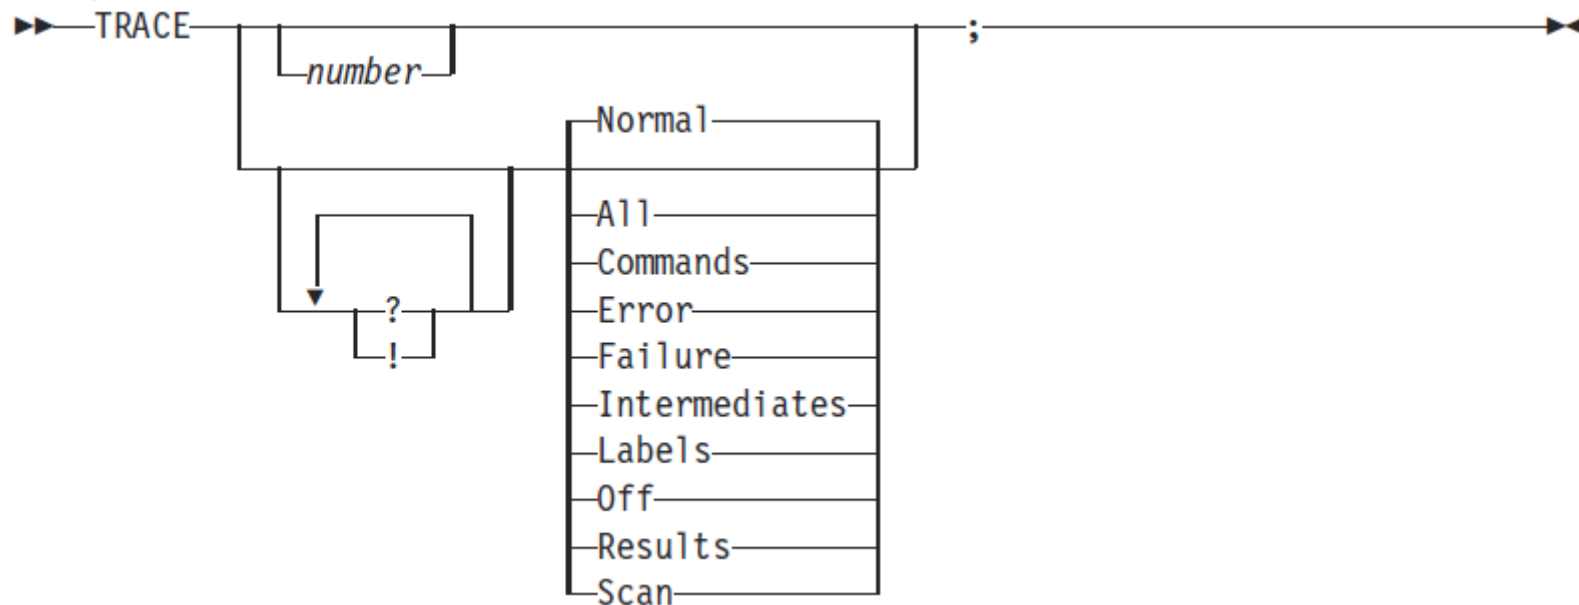 TRACE ;
number
Normal
All
Commands
? Error
! Failure
Intermediates
Labels
Off
Results
Scan